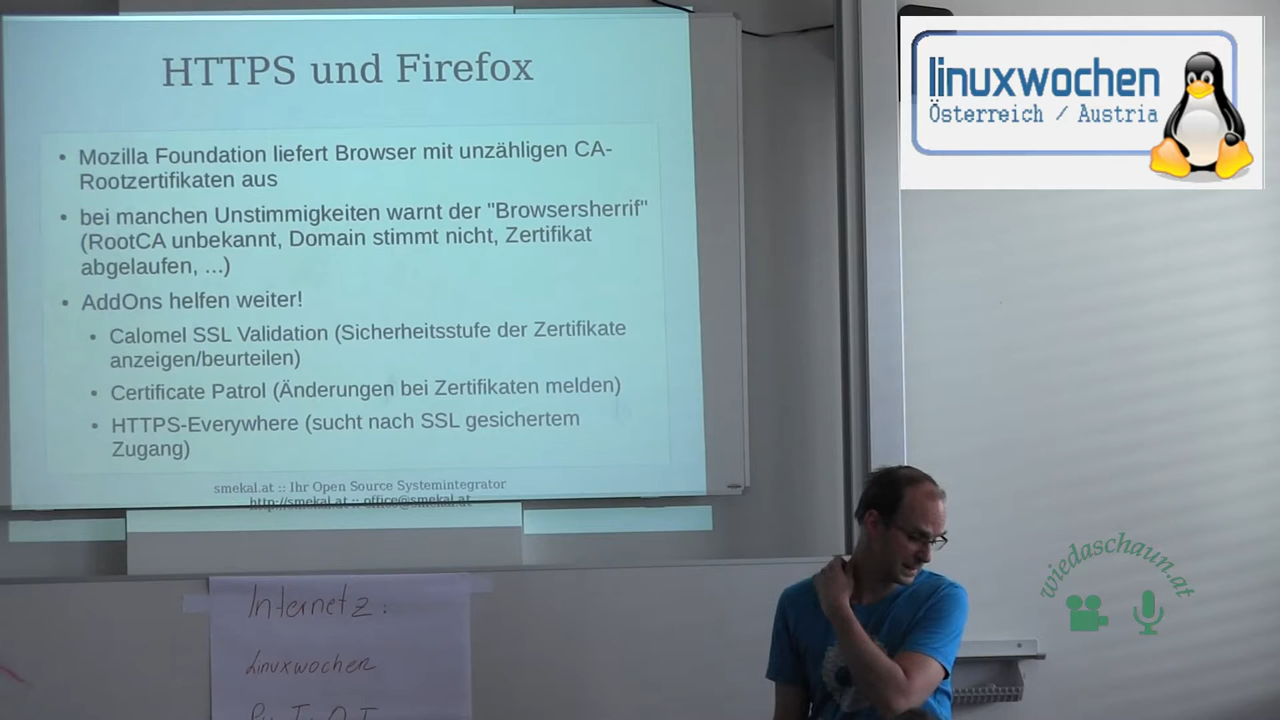 HTTPS und Firefox
• Mozilla Foundation liefert Browser mit unzähligen CA-
Rootzertifikaten aus
• bei manchen Unstimmigkeiten warnt der "Browsersherrif"
(RootCA unbekannt, Domain stimmt nicht, Zertifikat
abgelaufen, ...)
• AddOns helfen weiter!
• Calomel SSL Validation (Sicherheitsstufe der Zertifikate
anzeigen/beurteilen)
• Certificate Patrol (Änderungen bei Zertifikaten melden)
• HTTPS-Everywhere (sucht nach SSL gesichertem
Zugang)
smekal.at :: Ihr Open Source Systemintegrator
http://smekal.at :: office@smekal.at
linuxwochen
Österreich / Austria
wiedaschaun.at
Internetz:
Linuxwochen